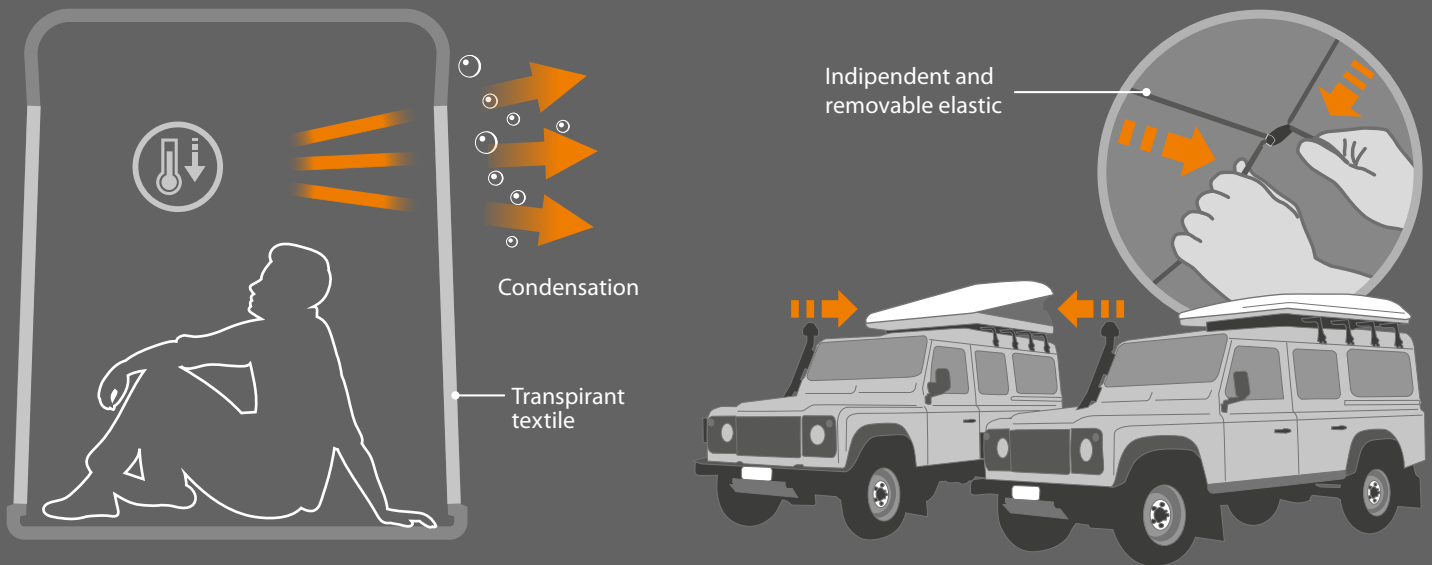 Condensation
Transpirant
textile
Indipendent and
removable elastic